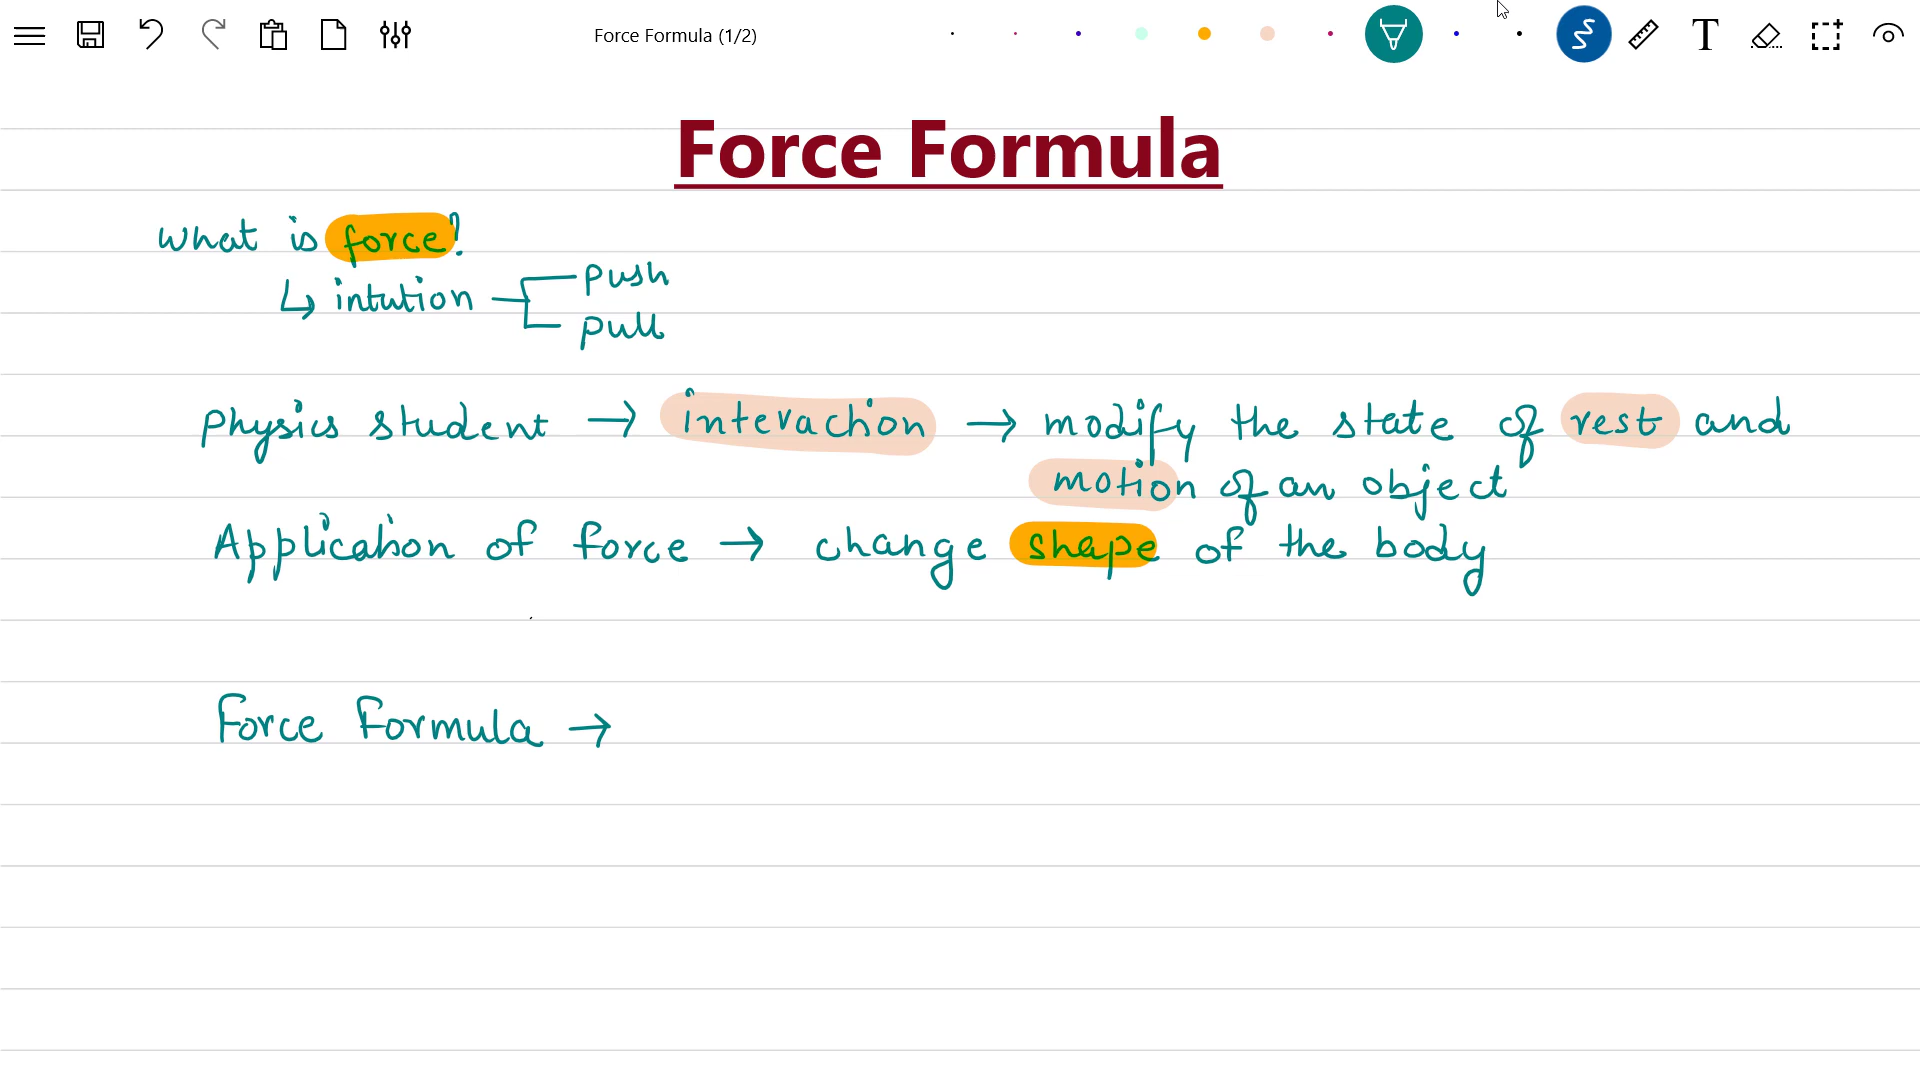 Force Formula (1/2)
T
Force Formula
What is force?
↳ intution
push
pull
Physics student → interaction → modify the state of rest and
motion of an object
Application of force → change shape of the body
Force Formula →